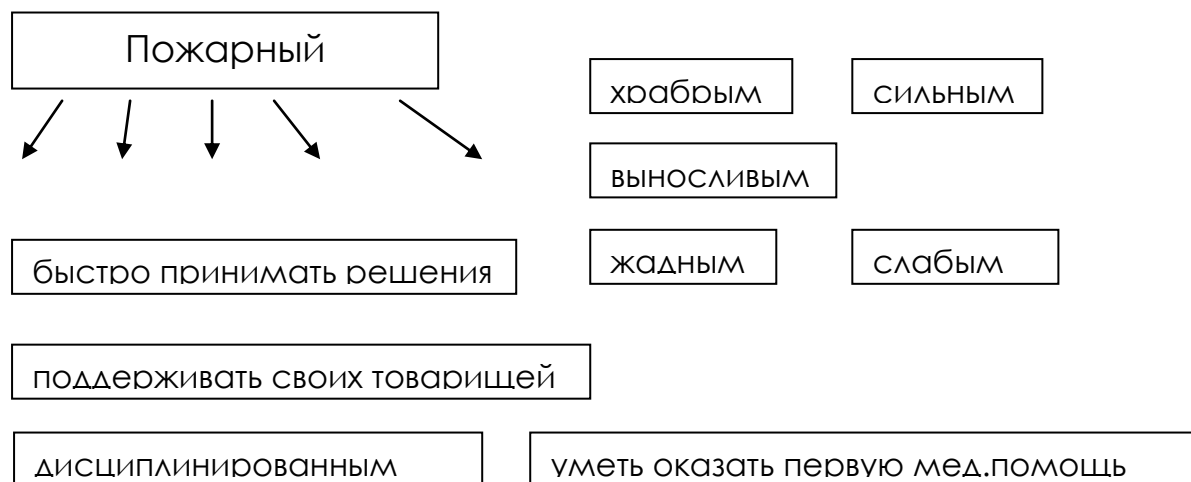 Пожарный
храбрым
сильным
выносливым
быстро принимать решения
жадным
слабым
поддерживать своих товарищей
дисциплинированным
уметь оказать первую мед.помощь